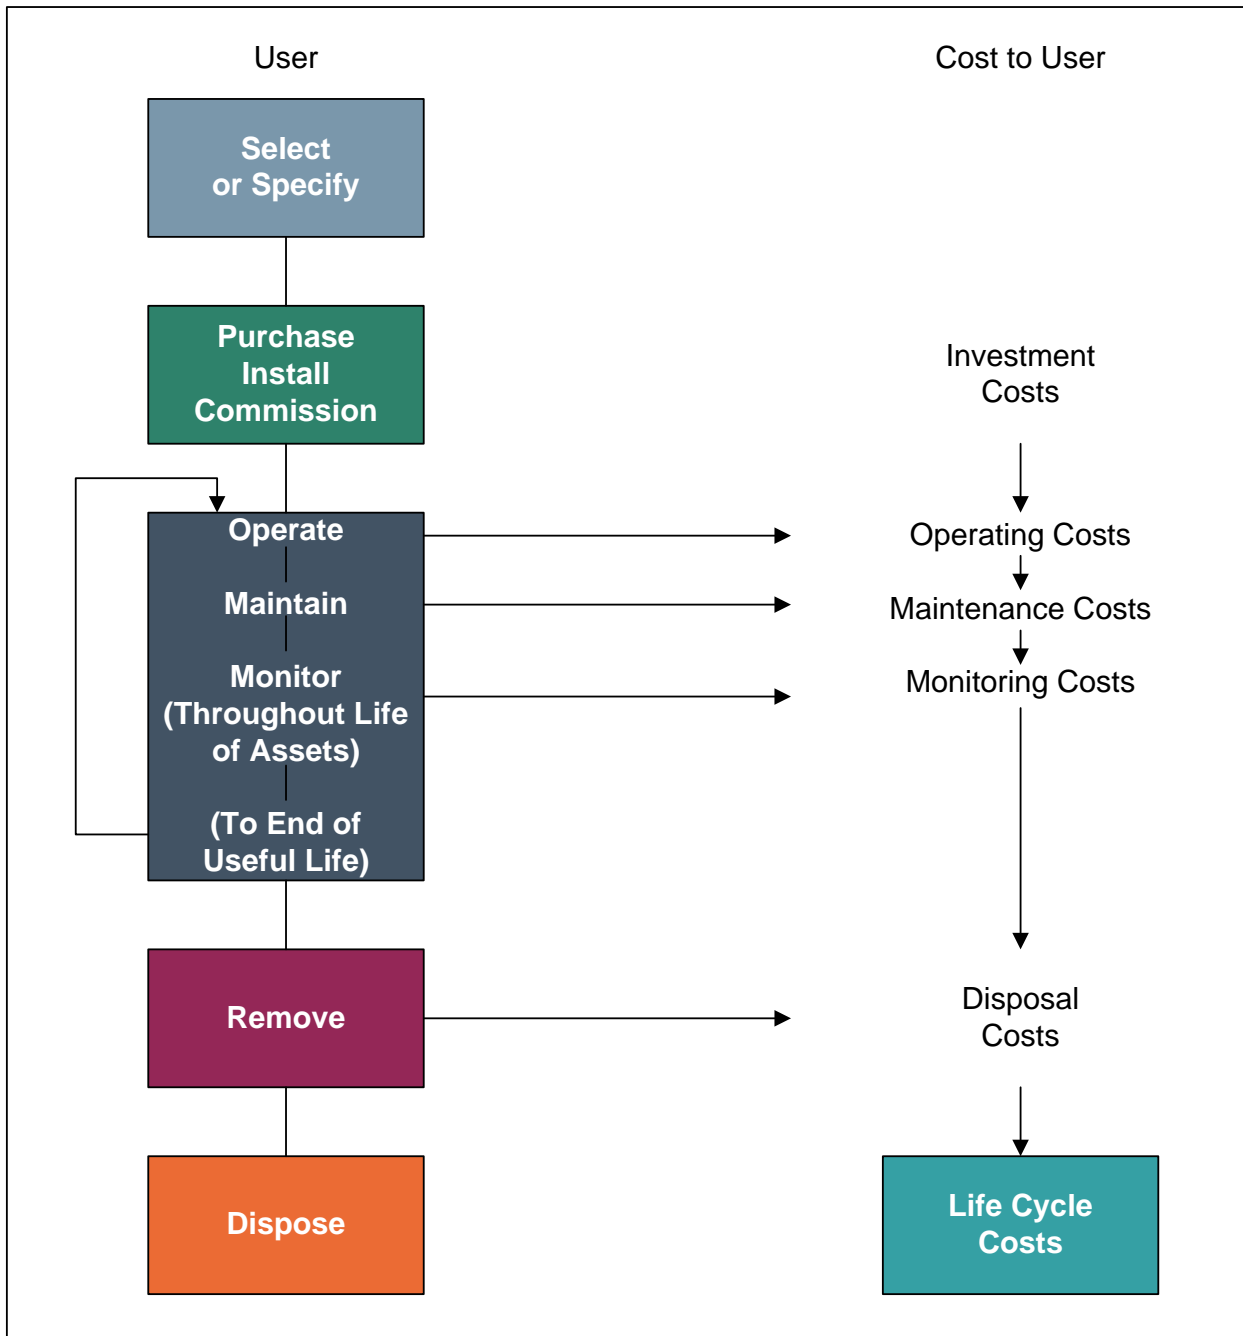 User
Cost to User
Select
or Specify
Purchase
Install
Commission
Investment
Costs
Operate
Operating Costs
Maintain
Maintenance Costs
Monitor
(Throughout Life
of Assets)
Monitoring Costs
(To End of
Useful Life)
Remove
Disposal
Costs
Dispose
Life Cycle
Costs